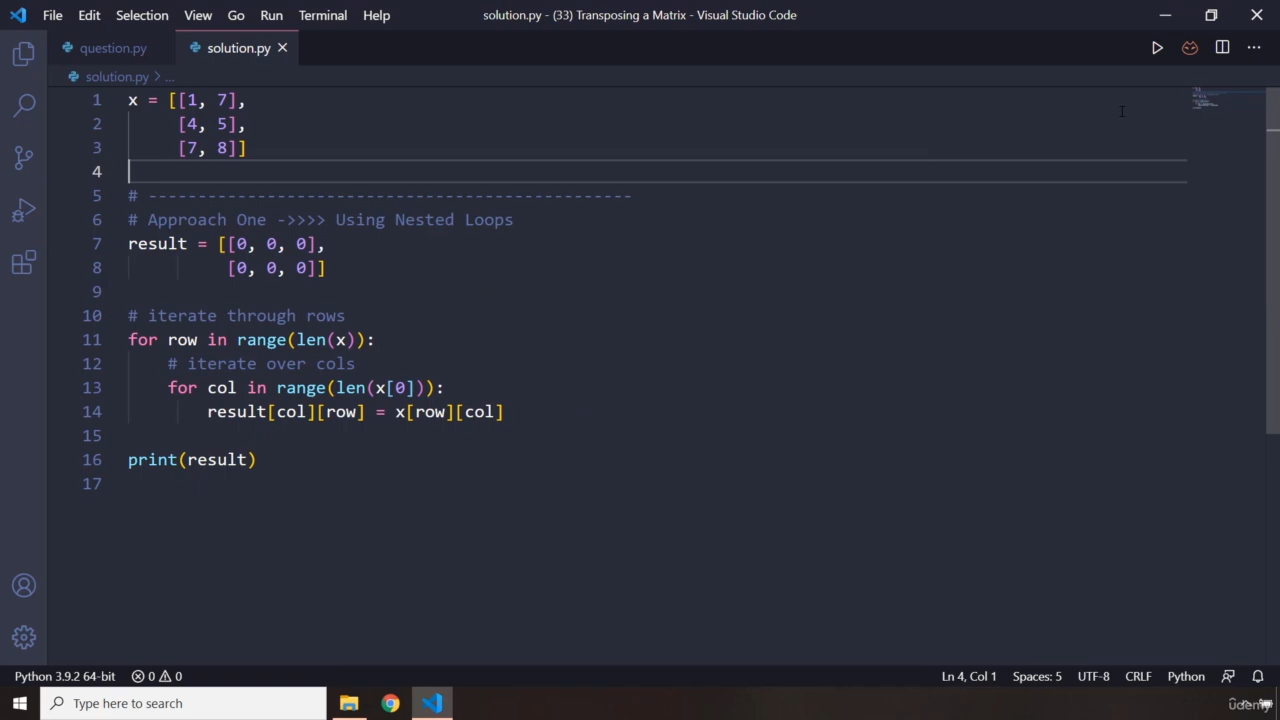 File Edit Selection View Go Run Terminal Help solution.py - (33) Transposing a Matrix - Visual Studio Code
question.py solution.py
solution.py > ...
1 x = [[1, 7],
2 [4, 5],
3 [7, 8]]
4
5 # -------------------------------------------------
6 # Approach One ->>>> Using Nested Loops
7 result = [[0, 0, 0],
8 [0, 0, 0]]
9
10 # iterate through rows
11 for row in range(len(x)):
12 # iterate over cols
13 for col in range(len(x[0])):
14 result[col][row] = x[row][col]
15
16 print(result)
17
Python 3.9.2 64-bit 0 0 Ln 4, Col 1 Spaces: 5 UTF-8 CRLF Python
Type here to search
udemy